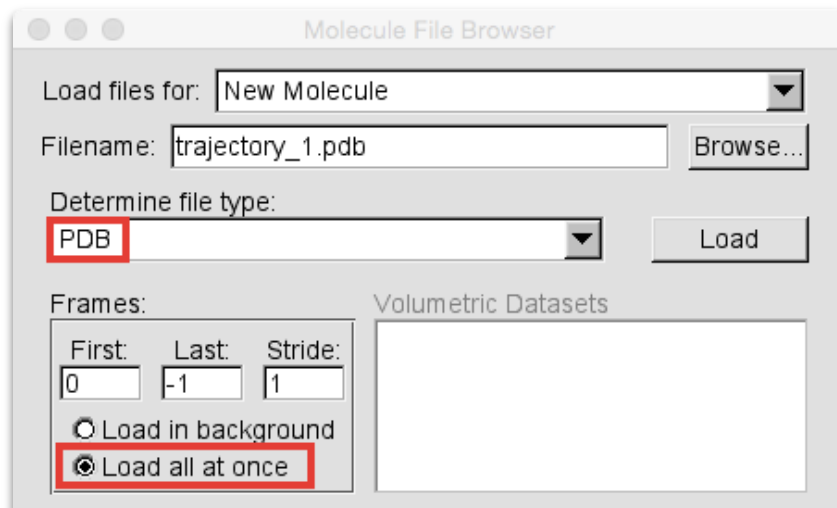 Molecule File Browser
Load files for: New Molecule
Filename: trajectory_1.pdb Browse...
Determine file type:
PDB Load
Frames: Volumetric Datasets
First: Last: Stride:
0 -1 1
Load in background
Load all at once